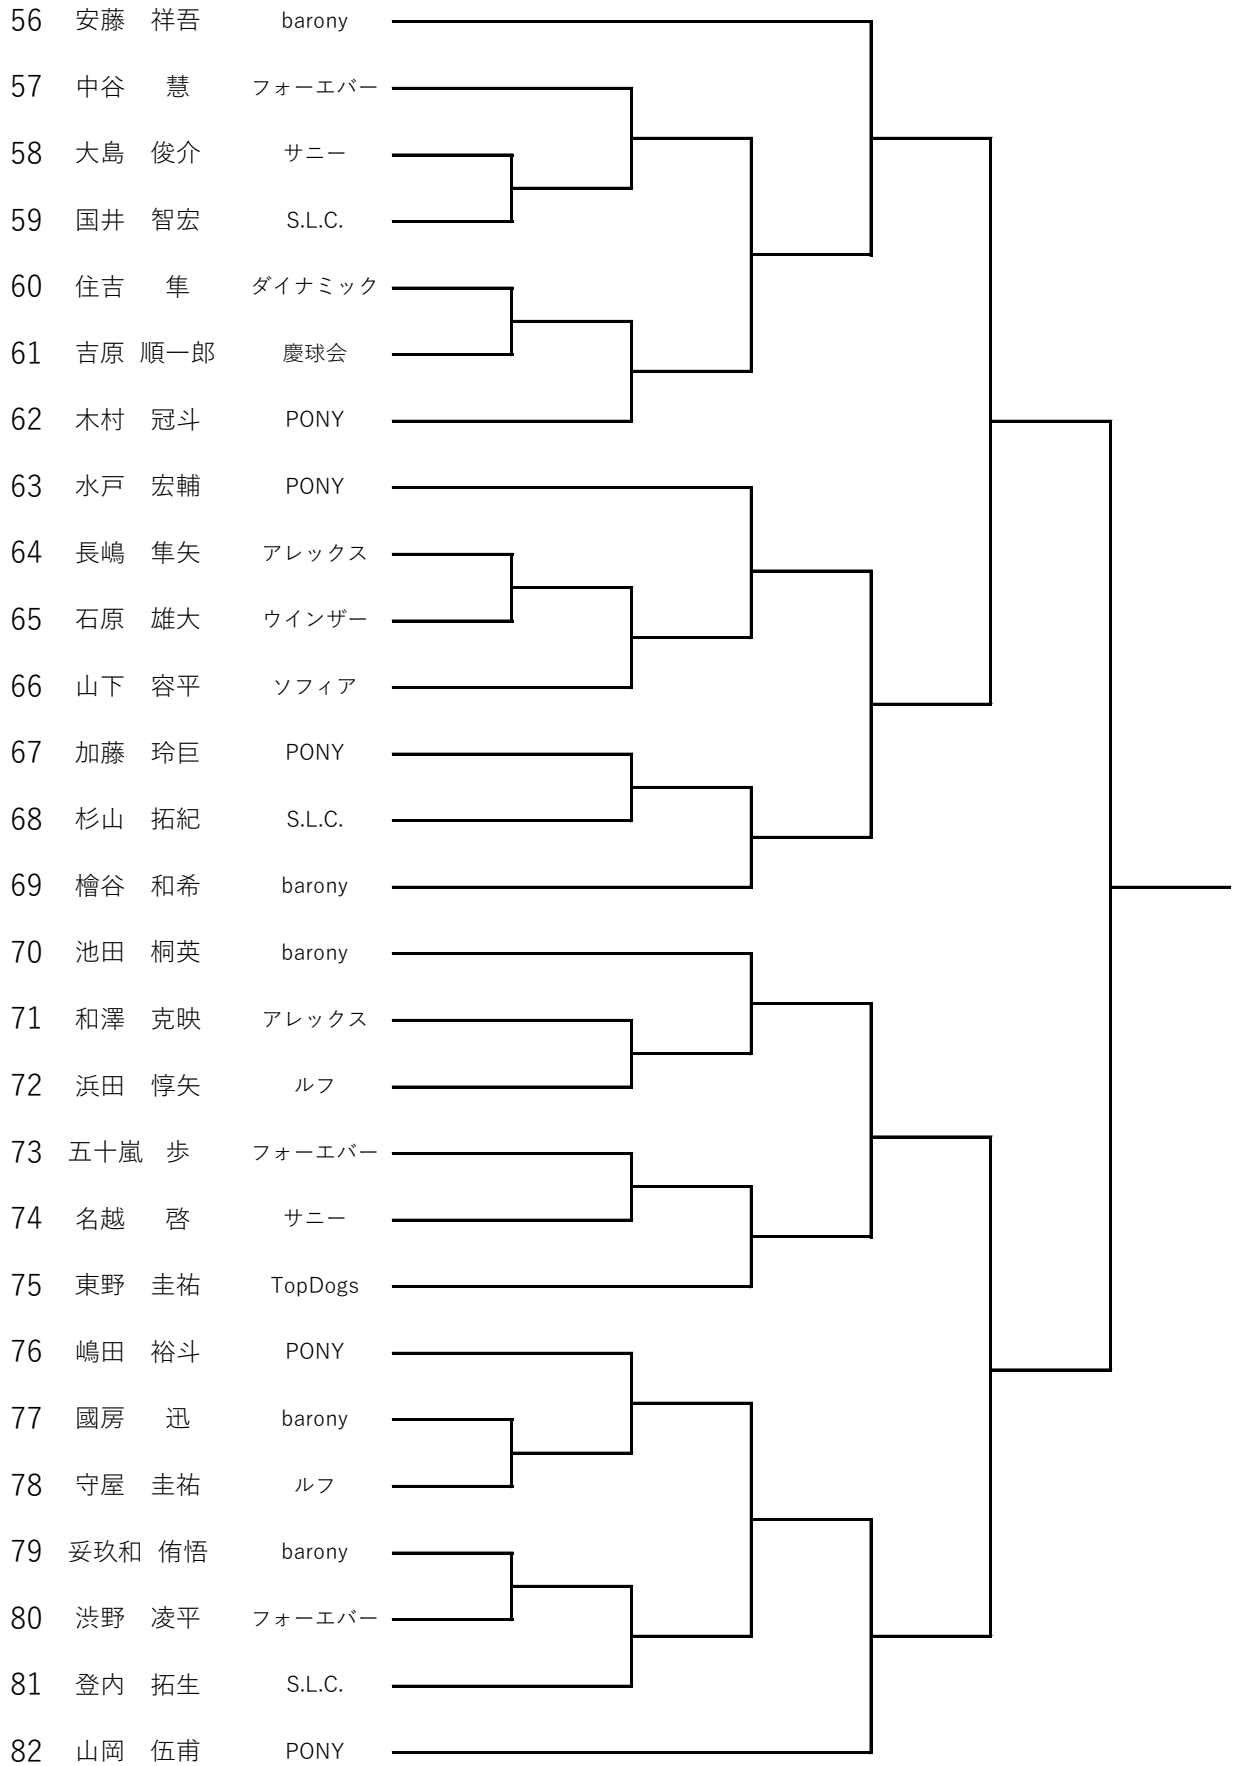 56 安藤 祥吾 barony
57 中谷 慧 フォーエバー
58 大島 俊介 サニー
59 国井 智宏 S.L.C.
60 住吉 隼 ダイナミック
61 吉原 順一郎 慶球会
62 木村 冠斗 PONY
63 水戸 宏輔 PONY
64 長嶋 隼矢 アレックス
65 石原 雄大 ウインザー
66 山下 容平 ソフィア
67 加藤 玲巨 PONY
68 杉山 拓紀 S.L.C.
69 檜谷 和希 barony
70 池田 桐英 barony
71 和澤 克映 アレックス
72 浜田 惇矢 ルフ
73 五十嵐 歩 フォーエバー
74 名越 啓 サニー
75 東野 圭祐 TopDogs
76 嶋田 裕斗 PONY
77 國房 迅 barony
78 守屋 圭祐 ルフ
79 妥玖和 侑悟 barony
80 渋野 凌平 フォーエバー
81 登内 拓生 S.L.C.
82 山岡 伍甫 PONY